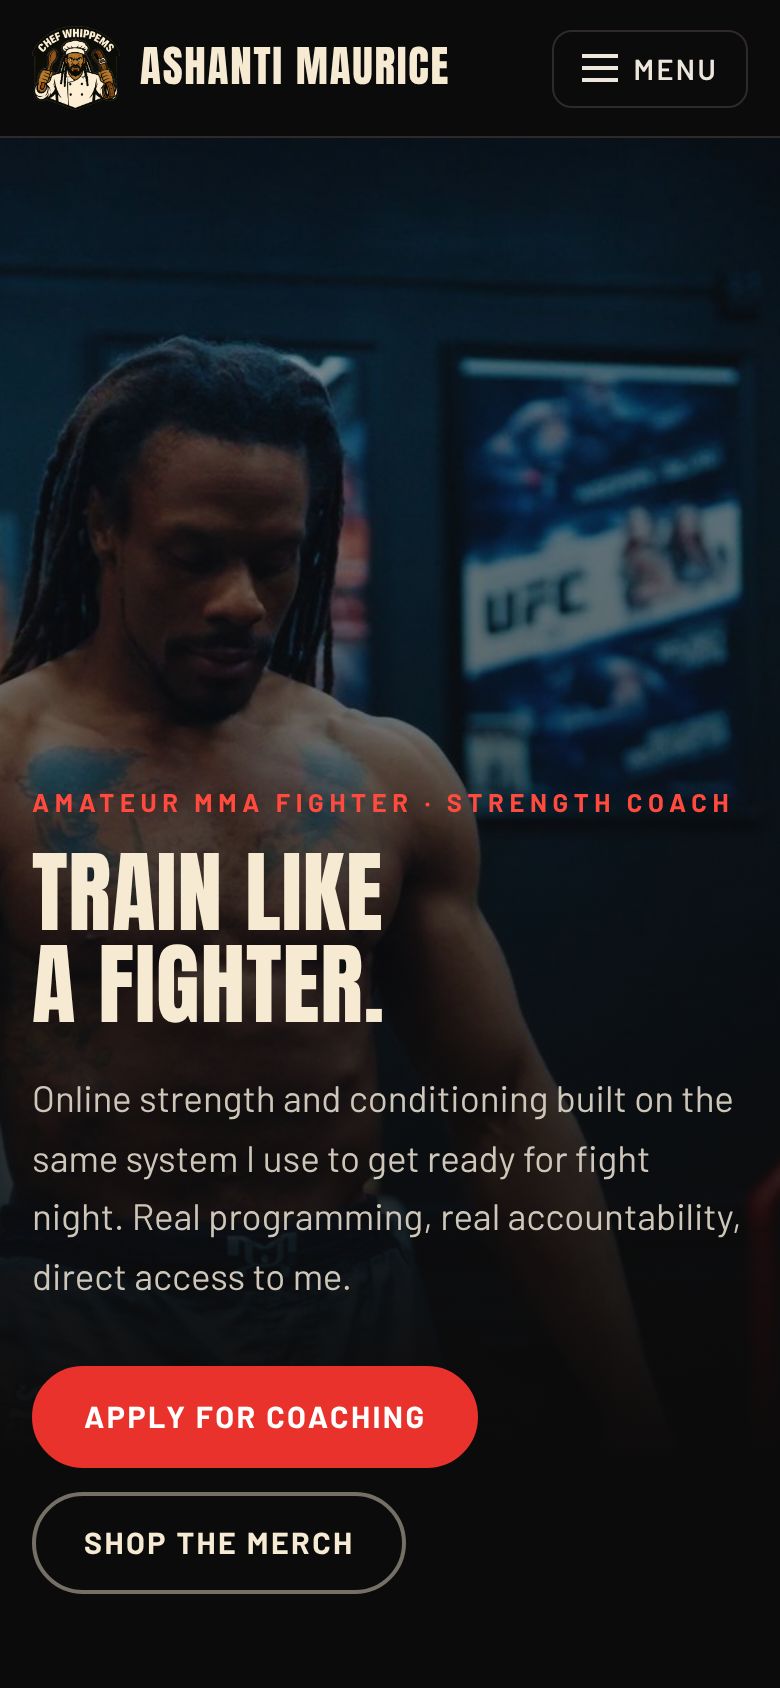 CHEF WHIPPEMS
ASHANTI MAURICE
MENU
UFC
AMATEUR MMA FIGHTER · STRENGTH COACH
TRAIN LIKE
A FIGHTER.
Online strength and conditioning built on the
same system I use to get ready for fight
night. Real programming, real accountability,
direct access to me.
APPLY FOR COACHING
SHOP THE MERCH